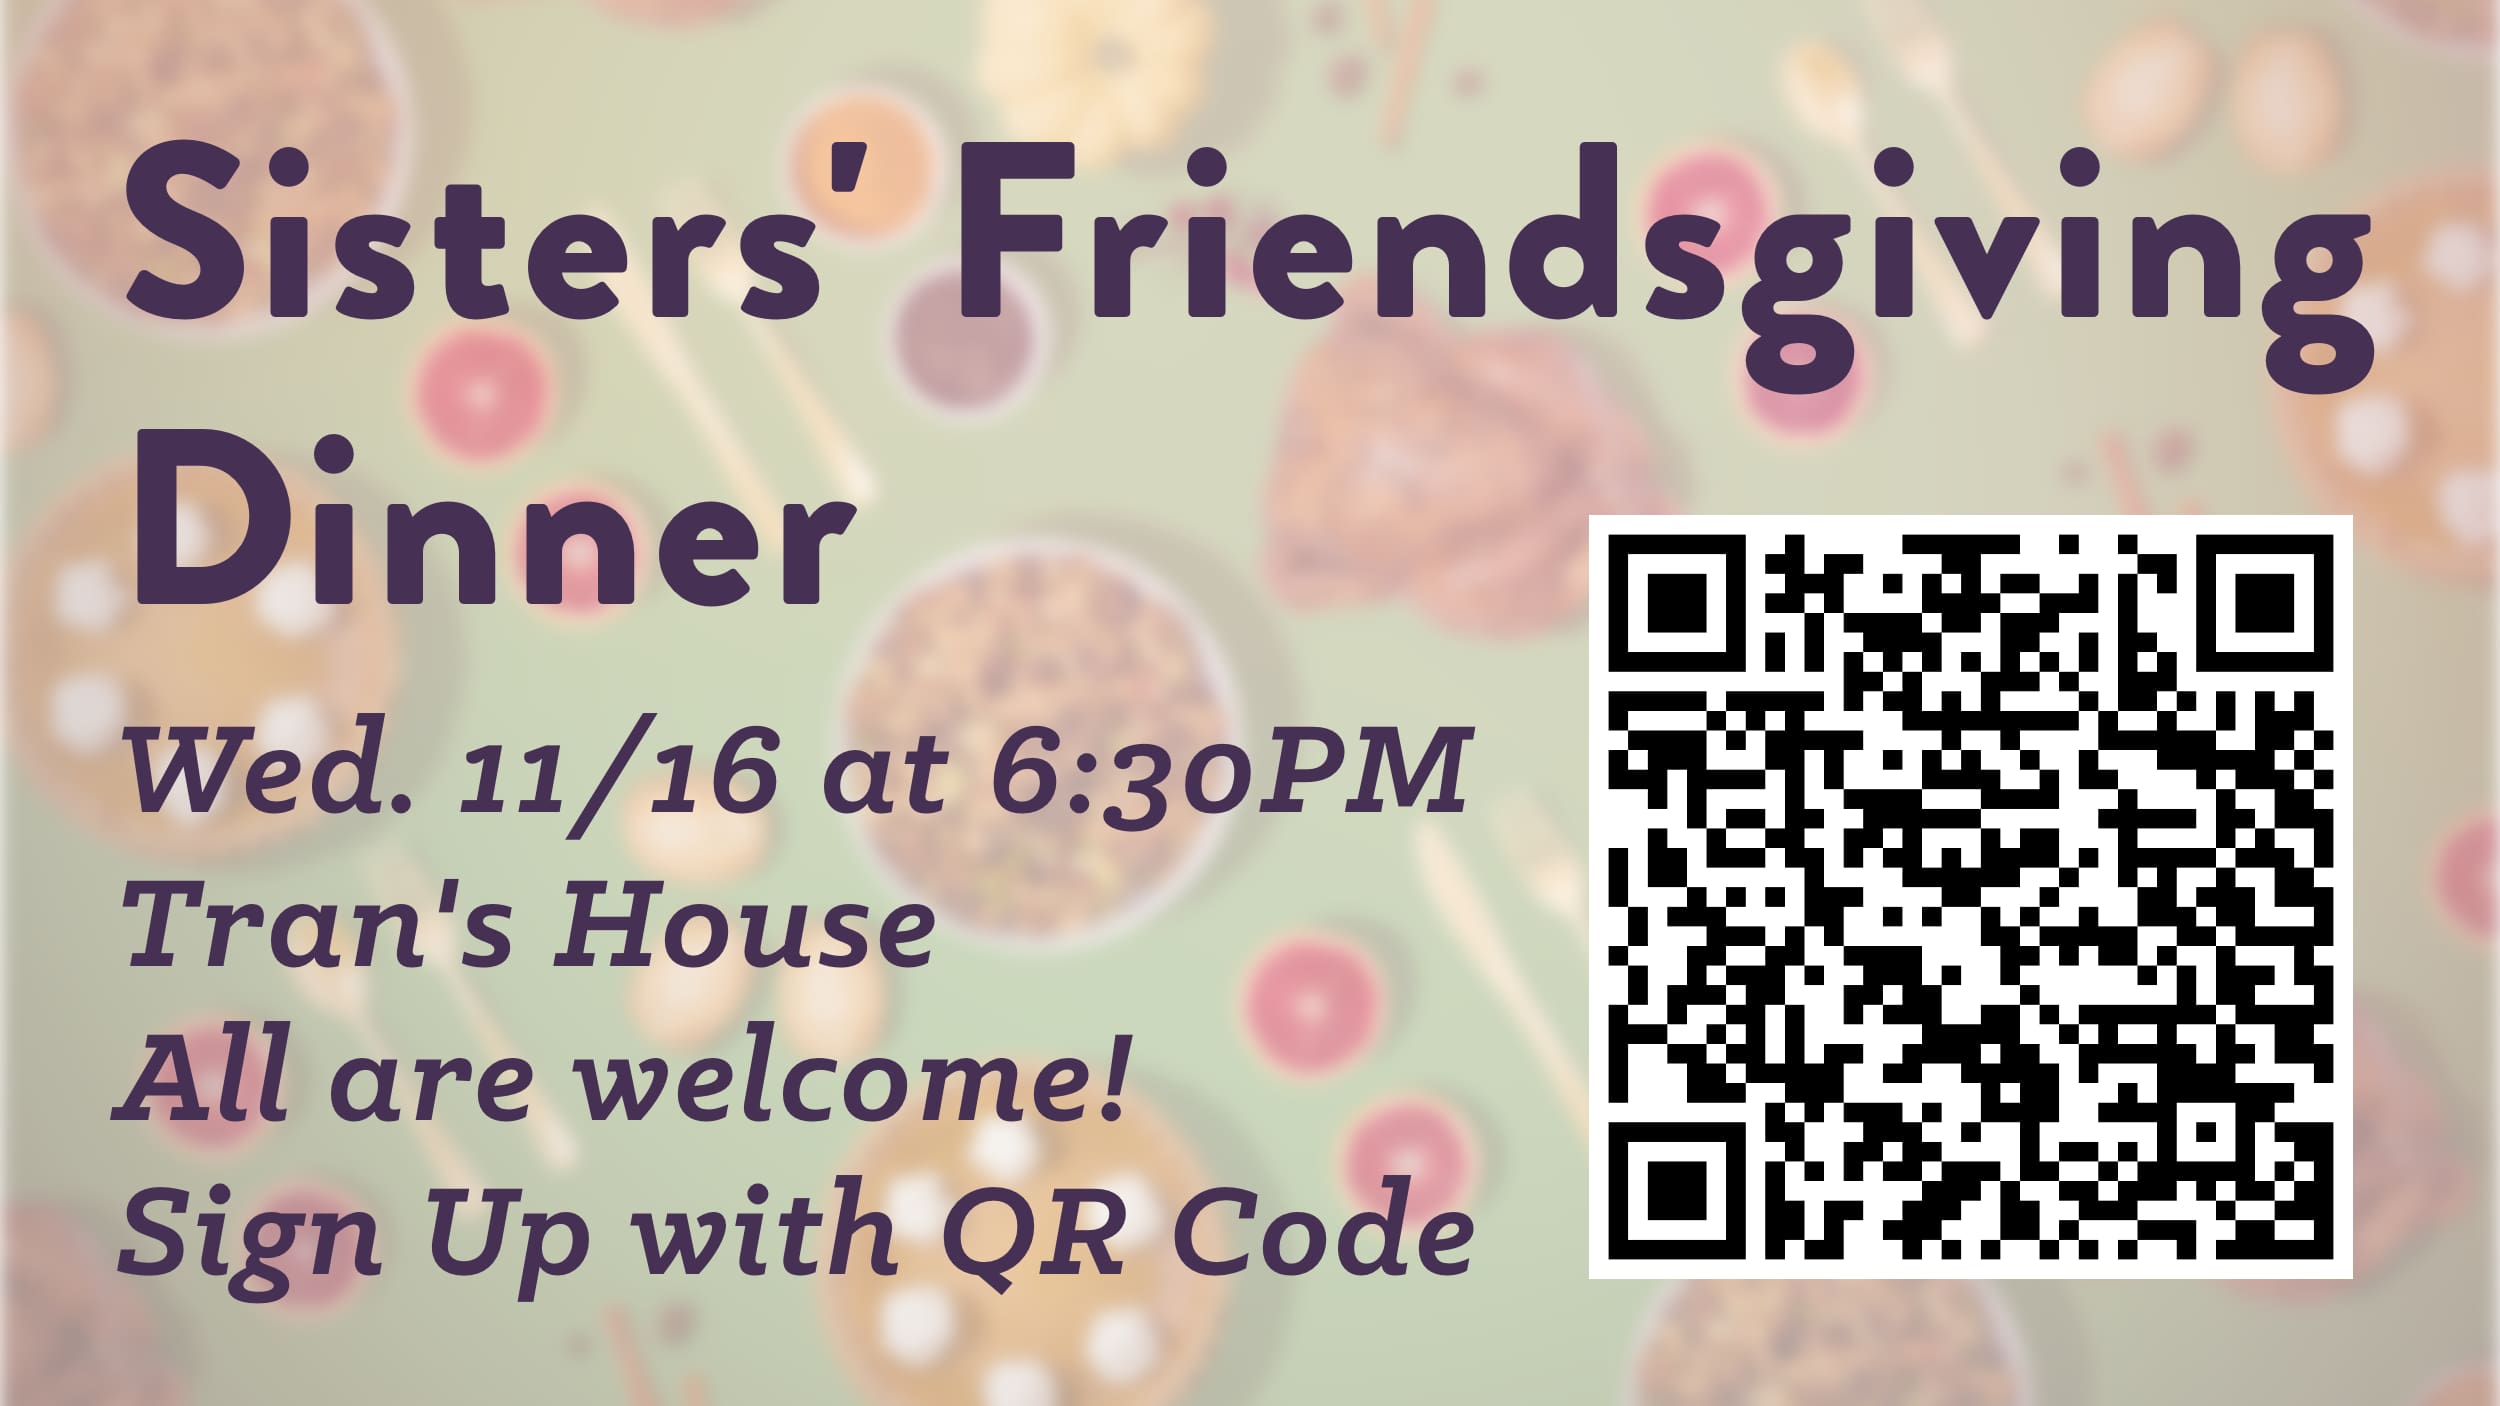 Sisters' Friendsgiving
Dinner
Wed. 11/16 at 6:30PM
Tran's House
All are welcome!
Sign Up with QR Code